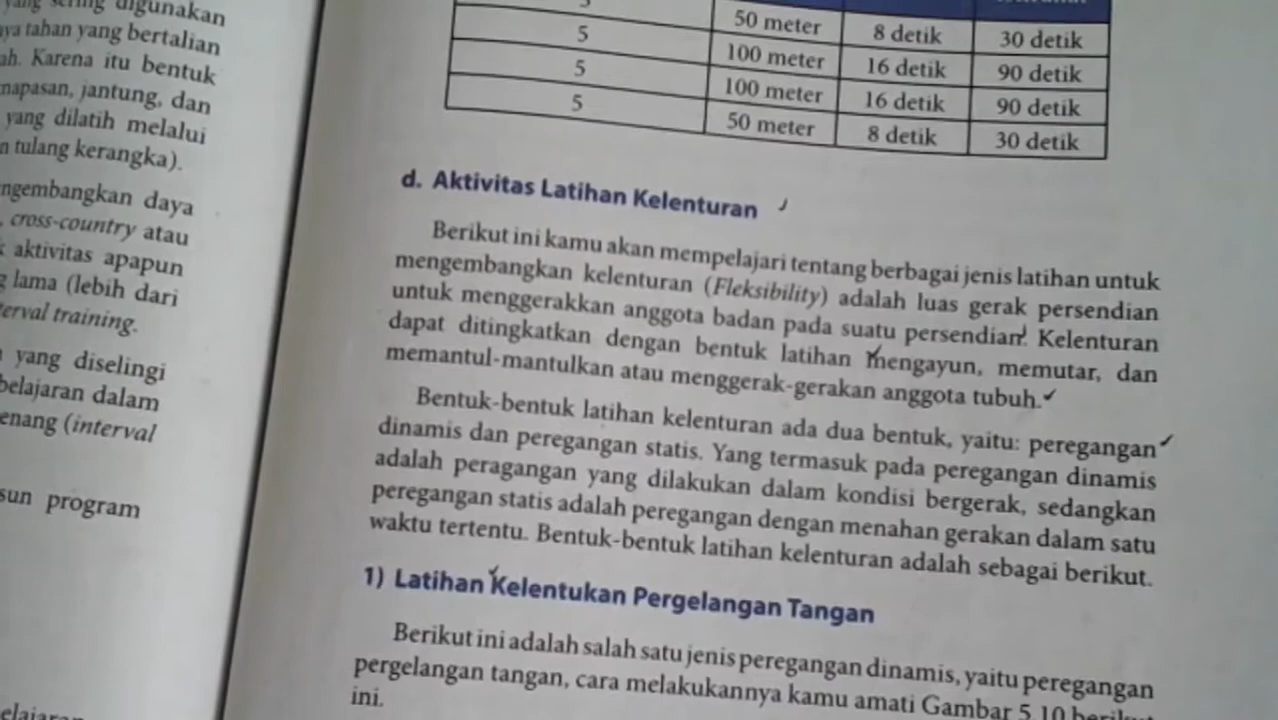 digunakan
tahan yang bertalian
Karena itu bentuk
jantung, dan
yang dilatih melalui
tulang kerangka).
daya
cross-country atau
aktivitas apapun
lama (lebih dari
training.
yang diselingi
dalam
(interval
program
50 meter 8 detik 30 detik
5 100 meter 16 detik 90 detik
5 100 meter 16 detik 90 detik
5 50 meter 8 detik 30 detik
d. Aktivitas Latihan Kelenturan
Berikut ini kamu akan mempelajari tentang berbagai jenis latihan untuk
mengembangkan kelenturan (Fleksibility) adalah luas gerak persendian
untuk menggerakkan anggota badan pada suatu persendian. Kelenturan
dapat ditingkatkan dengan bentuk latihan mengayun, memutar, dan
memantul-mantulkan atau menggerak-gerakan anggota tubuh.
Bentuk-bentuk latihan kelenturan ada dua bentuk, yaitu: peregangan
dinamis dan peregangan statis. Yang termasuk pada peregangan dinamis
adalah peragangan yang dilakukan dalam kondisi bergerak, sedangkan
peregangan statis adalah peregangan dengan menahan gerakan dalam satu
waktu tertentu. Bentuk-bentuk latihan kelenturan adalah sebagai berikut.
1) Latihan Kelentukan Pergelangan Tangan
Berikut ini adalah salah satu jenis peregangan dinamis, yaitu peregangan
pergelangan tangan, cara melakukannya kamu amati Gambar 5.10 berikut
ini.